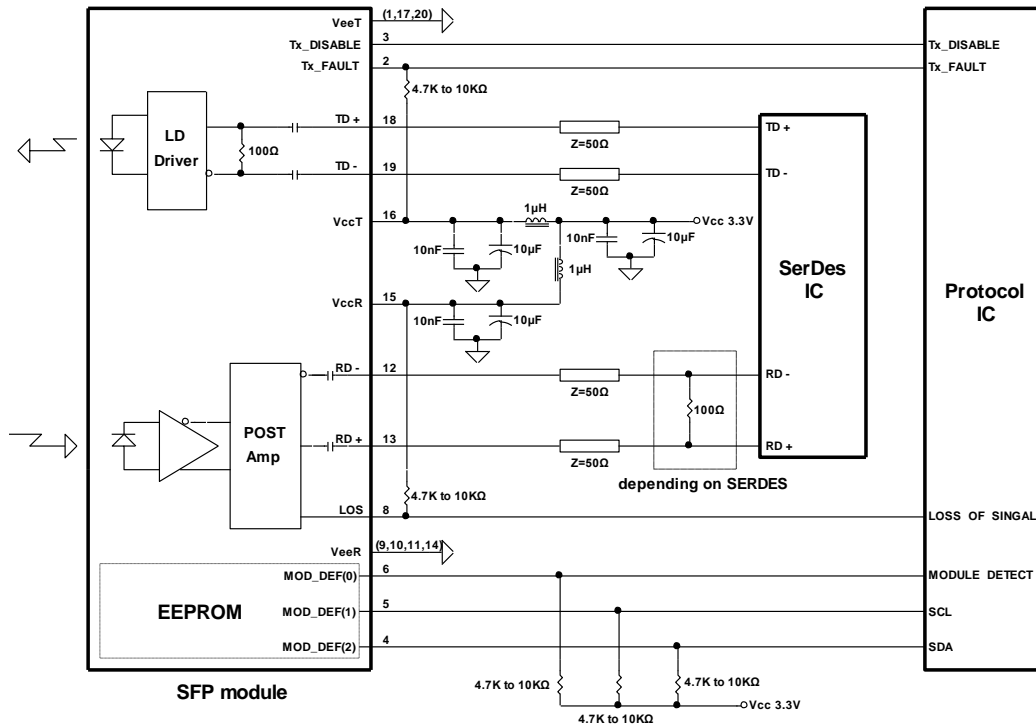 VeeT (1,17,20)
Tx_DISABLE 3 Tx_DISABLE
Tx_FAULT 2 Tx_FAULT
4.7K to 10KΩ
LD
Driver
100Ω
TD + 18 TD +
Z=50Ω
TD - 19 TD -
Z=50Ω
1μH
VccT 16 Vcc 3.3V
10nF 10μF 10nF 10μF
1μH
SerDes
IC
Protocol
IC
VccR 15
10nF 10μF
RD - 12 RD -
Z=50Ω
100Ω
POST
Amp
RD + 13 RD +
Z=50Ω
depending on SERDES
4.7K to 10KΩ
LOS 8 LOSS OF SINGAL
VeeR (9,10,11,14)
EEPROM
MOD_DEF(0) 6 MODULE DETECT
MOD_DEF(1) 5 SCL
MOD_DEF(2) 4 SDA
4.7K to 10KΩ 4.7K to 10KΩ
4.7K to 10KΩ
Vcc 3.3V
SFP module